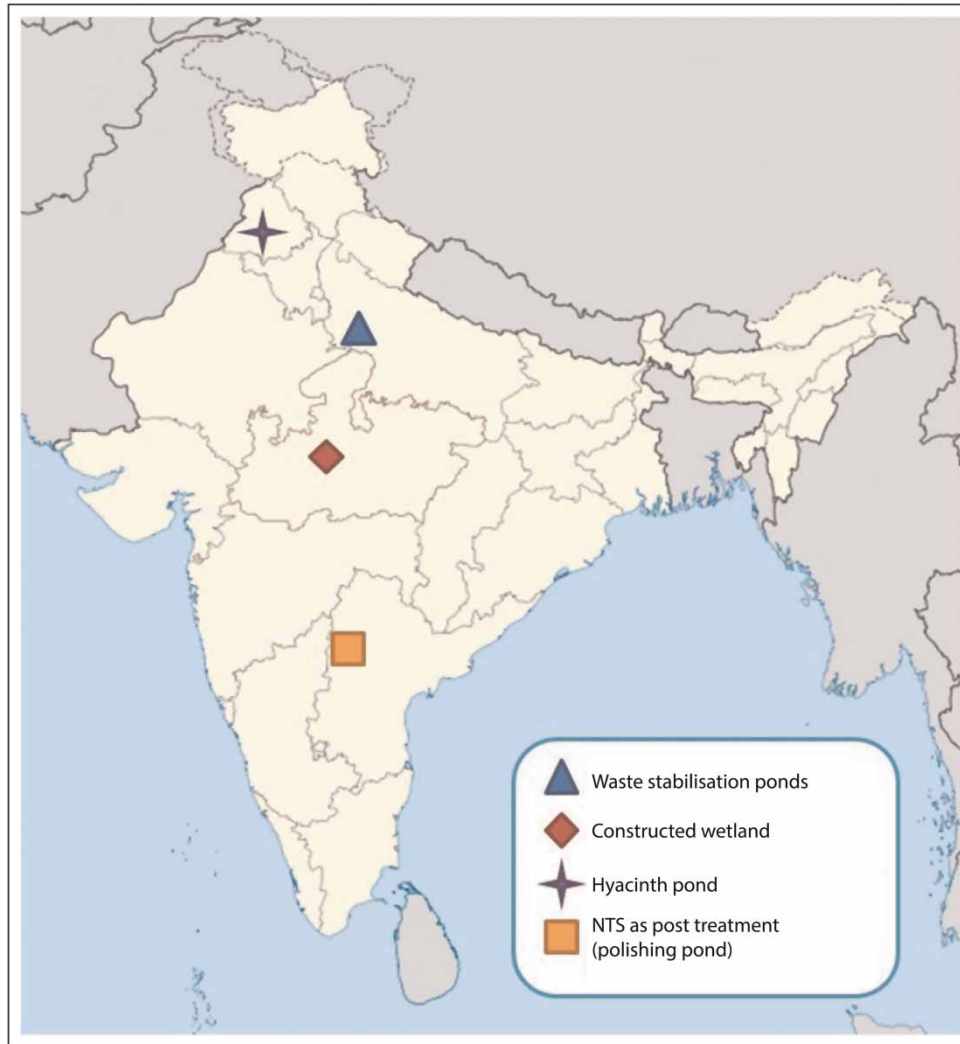 Waste stabilisation ponds
Constructed wetland
Hyacinth pond
NTS as post treatment
(polishing pond)